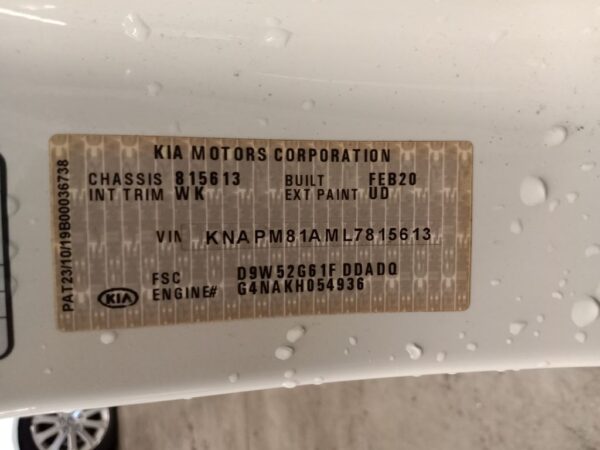 KIA MOTORS CORPORATION
CHASSIS 815613 BUILT FEB20
INT TRIM WK EXT PAINT UD
VIN KNAPM81AML7815613
FSC D9W52G61F DDADQ
ENGINE# G4NAKH054936
KIA
PAT23/10/19B00036738